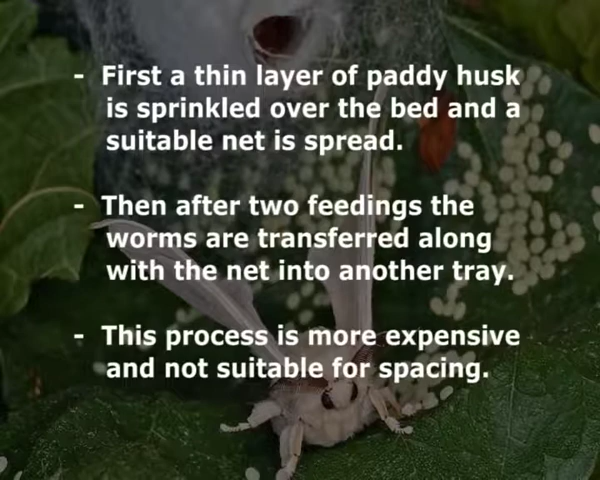 - First a thin layer of paddy husk
is sprinkled over the bed and a
suitable net is spread.
- Then after two feedings the
worms are transferred along
with the net into another tray.
- This process is more expensive
and not suitable for spacing.